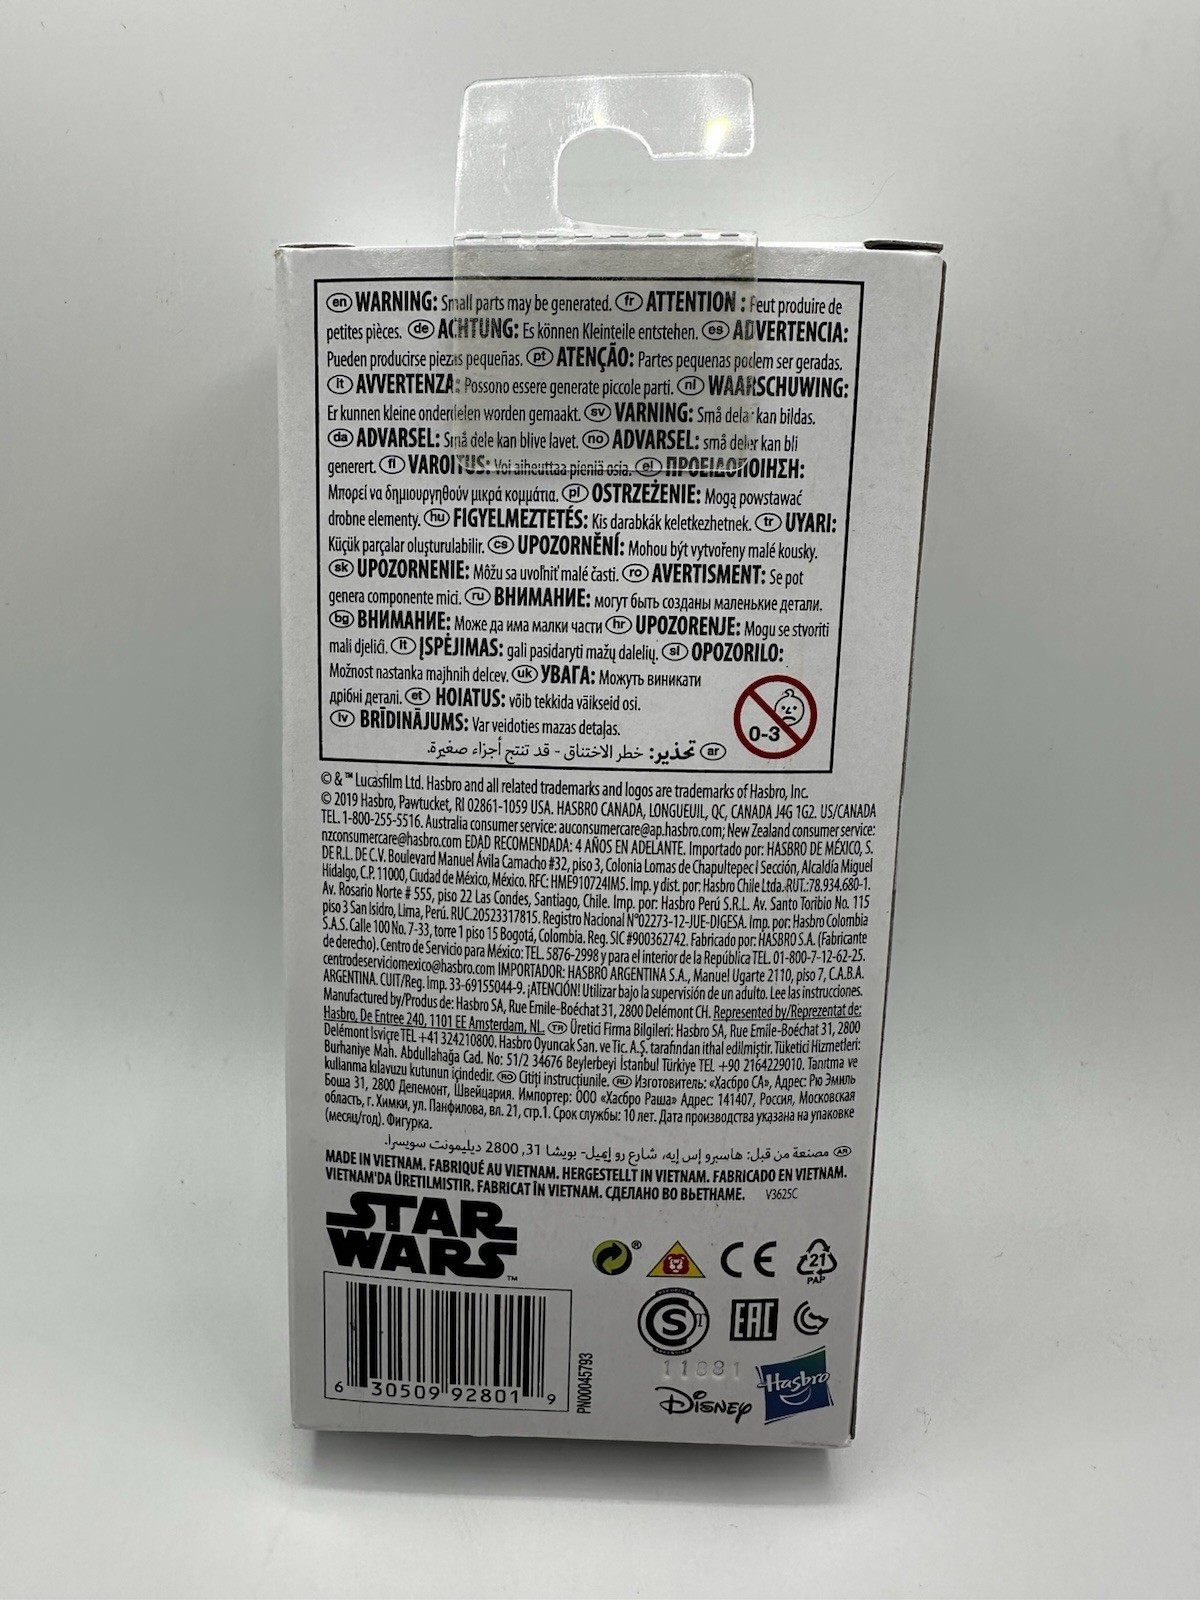 en WARNING: Small parts may be generated. fr ATTENTION : Peut produire de
petites pièces. de ACHTUNG: Es können Kleinteile entstehen. es ADVERTENCIA:
Pueden producirse piezas pequeñas. pt ATENÇÃO: Partes pequenas podem ser geradas.
it AVVERTENZA: Possono essere generate piccole parti. nl WAARSCHUWING:
Er kunnen kleine onderdelen worden gemaakt. sv VARNING: Små delar kan bildas.
da ADVARSEL: Små dele kan blive lavet. no ADVARSEL: små deler kan bli
generert. fi VAROITUS: Voi aiheuttaa pieniä osia. el ΠΡΟΕΙΔΟΠΟΙΗΣΗ:
Μπορεί να δημιουργηθούν μικρά κομμάτια. pl OSTRZEŻENIE: Mogą powstawać
drobne elementy. hu FIGYELMEZTETÉS: Kis darabkák keletkezhetnek. tr UYARI:
Küçük parçalar oluşturulabilir. cs UPOZORNĚNÍ: Mohou být vytvořeny malé kousky.
sk UPOZORNENIE: Môžu sa uvoľniť malé časti. ro AVERTISMENT: Se pot
genera componente mici. ru ВНИМАНИЕ: могут быть созданы маленькие детали.
bg ВНИМАНИЕ: Може да има малки части hr UPOZORENJE: Mogu se stvoriti
mali djelići. lt ĮSPĖJIMAS: gali pasidaryti mažų dalelių. sl OPOZORILO:
Možnost nastanka majhnih delcev. uk УВАГА: Можуть виникати
дрібні деталі. et HOIATUS: võib tekkida väikseid osi.
lv BRĪDINĀJUMS: Var veidoties mazas detaļas.
ar تحذير: خطر الاختناق - قد تنتج أجزاء صغيرة.
0-3
© & ™ Lucasfilm Ltd. Hasbro and all related trademarks and logos are trademarks of Hasbro, Inc.
© 2019 Hasbro, Pawtucket, RI 02861-1059 USA. HASBRO CANADA, LONGUEUIL, QC, CANADA J4G 1G2. US/CANADA
TEL. 1-800-255-5516. Australia consumer service: auconsumercare@ap.hasbro.com; New Zealand consumer service:
nzconsumercare@hasbro.com EDAD RECOMENDADA: 4 AÑOS EN ADELANTE. Importado por: HASBRO DE MÉXICO, S.
DE R.L. DE C.V. Boulevard Manuel Ávila Camacho #32, piso 3, Colonia Lomas de Chapultepec I Sección, Alcaldía Miguel
Hidalgo, C.P. 11000, Ciudad de México, México. RFC: HME910724IM5. Imp. y dist. por: Hasbro Chile Ltda. RUT.:78.934.680-1.
Av. Rosario Norte # 555, piso 22 Las Condes, Santiago, Chile. Imp. por: Hasbro Perú S.R.L. Av. Santo Toribio No. 115
piso 3 San Isidro, Lima, Perú. RUC.20523317815. Registro Nacional N°02273-12-JUE-DIGESA. Imp. por: Hasbro Colombia
S.A.S. Calle 100 No. 7-33, torre 1 piso 15 Bogotá, Colombia. Reg. SIC #900362742. Fabricado por: HASBRO S.A. (Fabricante
de derecho). Centro de Servicio para México: TEL. 5876-2998 y para el interior de la República TEL. 01-800-7-12-62-25.
centrodeserviciomexico@hasbro.com IMPORTADOR: HASBRO ARGENTINA S.A., Manuel Ugarte 2110, piso 7, C.A.B.A.
ARGENTINA. CUIT/Reg. Imp. 33-69155044-9. ¡ATENCIÓN! Utilizar bajo la supervisión de un adulto. Lee las instrucciones.
Manufactured by/Produs de: Hasbro SA, Rue Emile-Boéchat 31, 2800 Delémont CH. Represented by/Reprezentat de:
Hasbro, De Entree 240, 1101 EE Amsterdam, NL. TR Üretici Firma Bilgileri: Hasbro SA, Rue Emile-Boéchat 31, 2800
Delémont İsviçre TEL +41 324210800. Hasbro Oyuncak San. ve Tic. A.Ş. tarafından ithal edilmiştir. Tüketici Hizmetleri:
Burhaniye Mah. Abdullahağa Cad. No: 51/2 34676 Beylerbeyi İstanbul Türkiye TEL +90 2164229010. Tanıtma ve
kullanma kılavuzu kutunun içindedir. RO Citiți instrucțiunile. RU Изготовитель: «Хасбро СА», Адрес: Рю Эмиль
Боша 31, 2800 Делемонт, Швейцария. Импортер: ООО «Хасбро Раша» Адрес: 141407, Россия, Московская
область, г. Химки, ул. Панфилова, вл. 21, стр.1. Срок службы: 10 лет. Дата производства указана на упаковке
(месяц/год). Фигурка.
AR مصنعة من قبل: هاسبرو إس إيه، شارع رو إيميل- بويشا 31, 2800 ديليمونت سويسرا.
MADE IN VIETNAM. FABRIQUÉ AU VIETNAM. HERGESTELLT IN VIETNAM. FABRICADO EN VIETNAM.
VIETNAM'DA ÜRETILMISTIR. FABRICAT ÎN VIETNAM. СДЕЛАНО ВО ВЬЕТНАМЕ. V3625C
STAR
WARS™
®
CE
21
PAP
EAC
6 30509 92801 9
PN00045793
11881
Disney
Hasbro